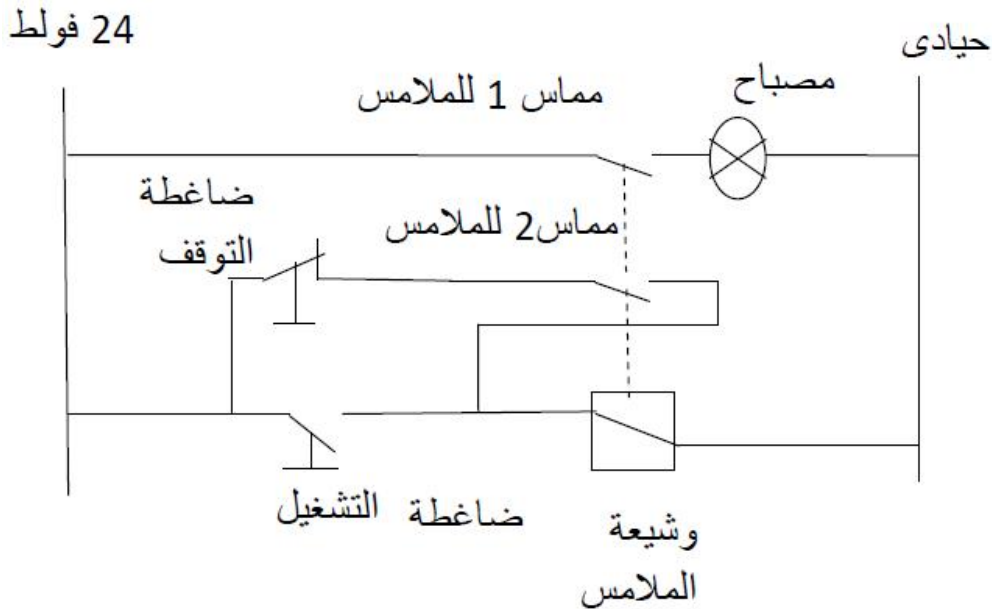 24 فولط
حيادى
مصباح
مماس 1 للملامس
ضاغطة
التوقف
مماس2 للملامس
ضاغطة التشغيل
وشيعة
الملامس